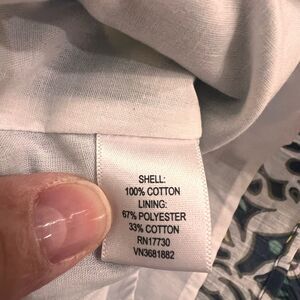 SHELL:
100% COTTON
LINING:
67% POLYESTER
33% COTTON
RN17730
VN3681882